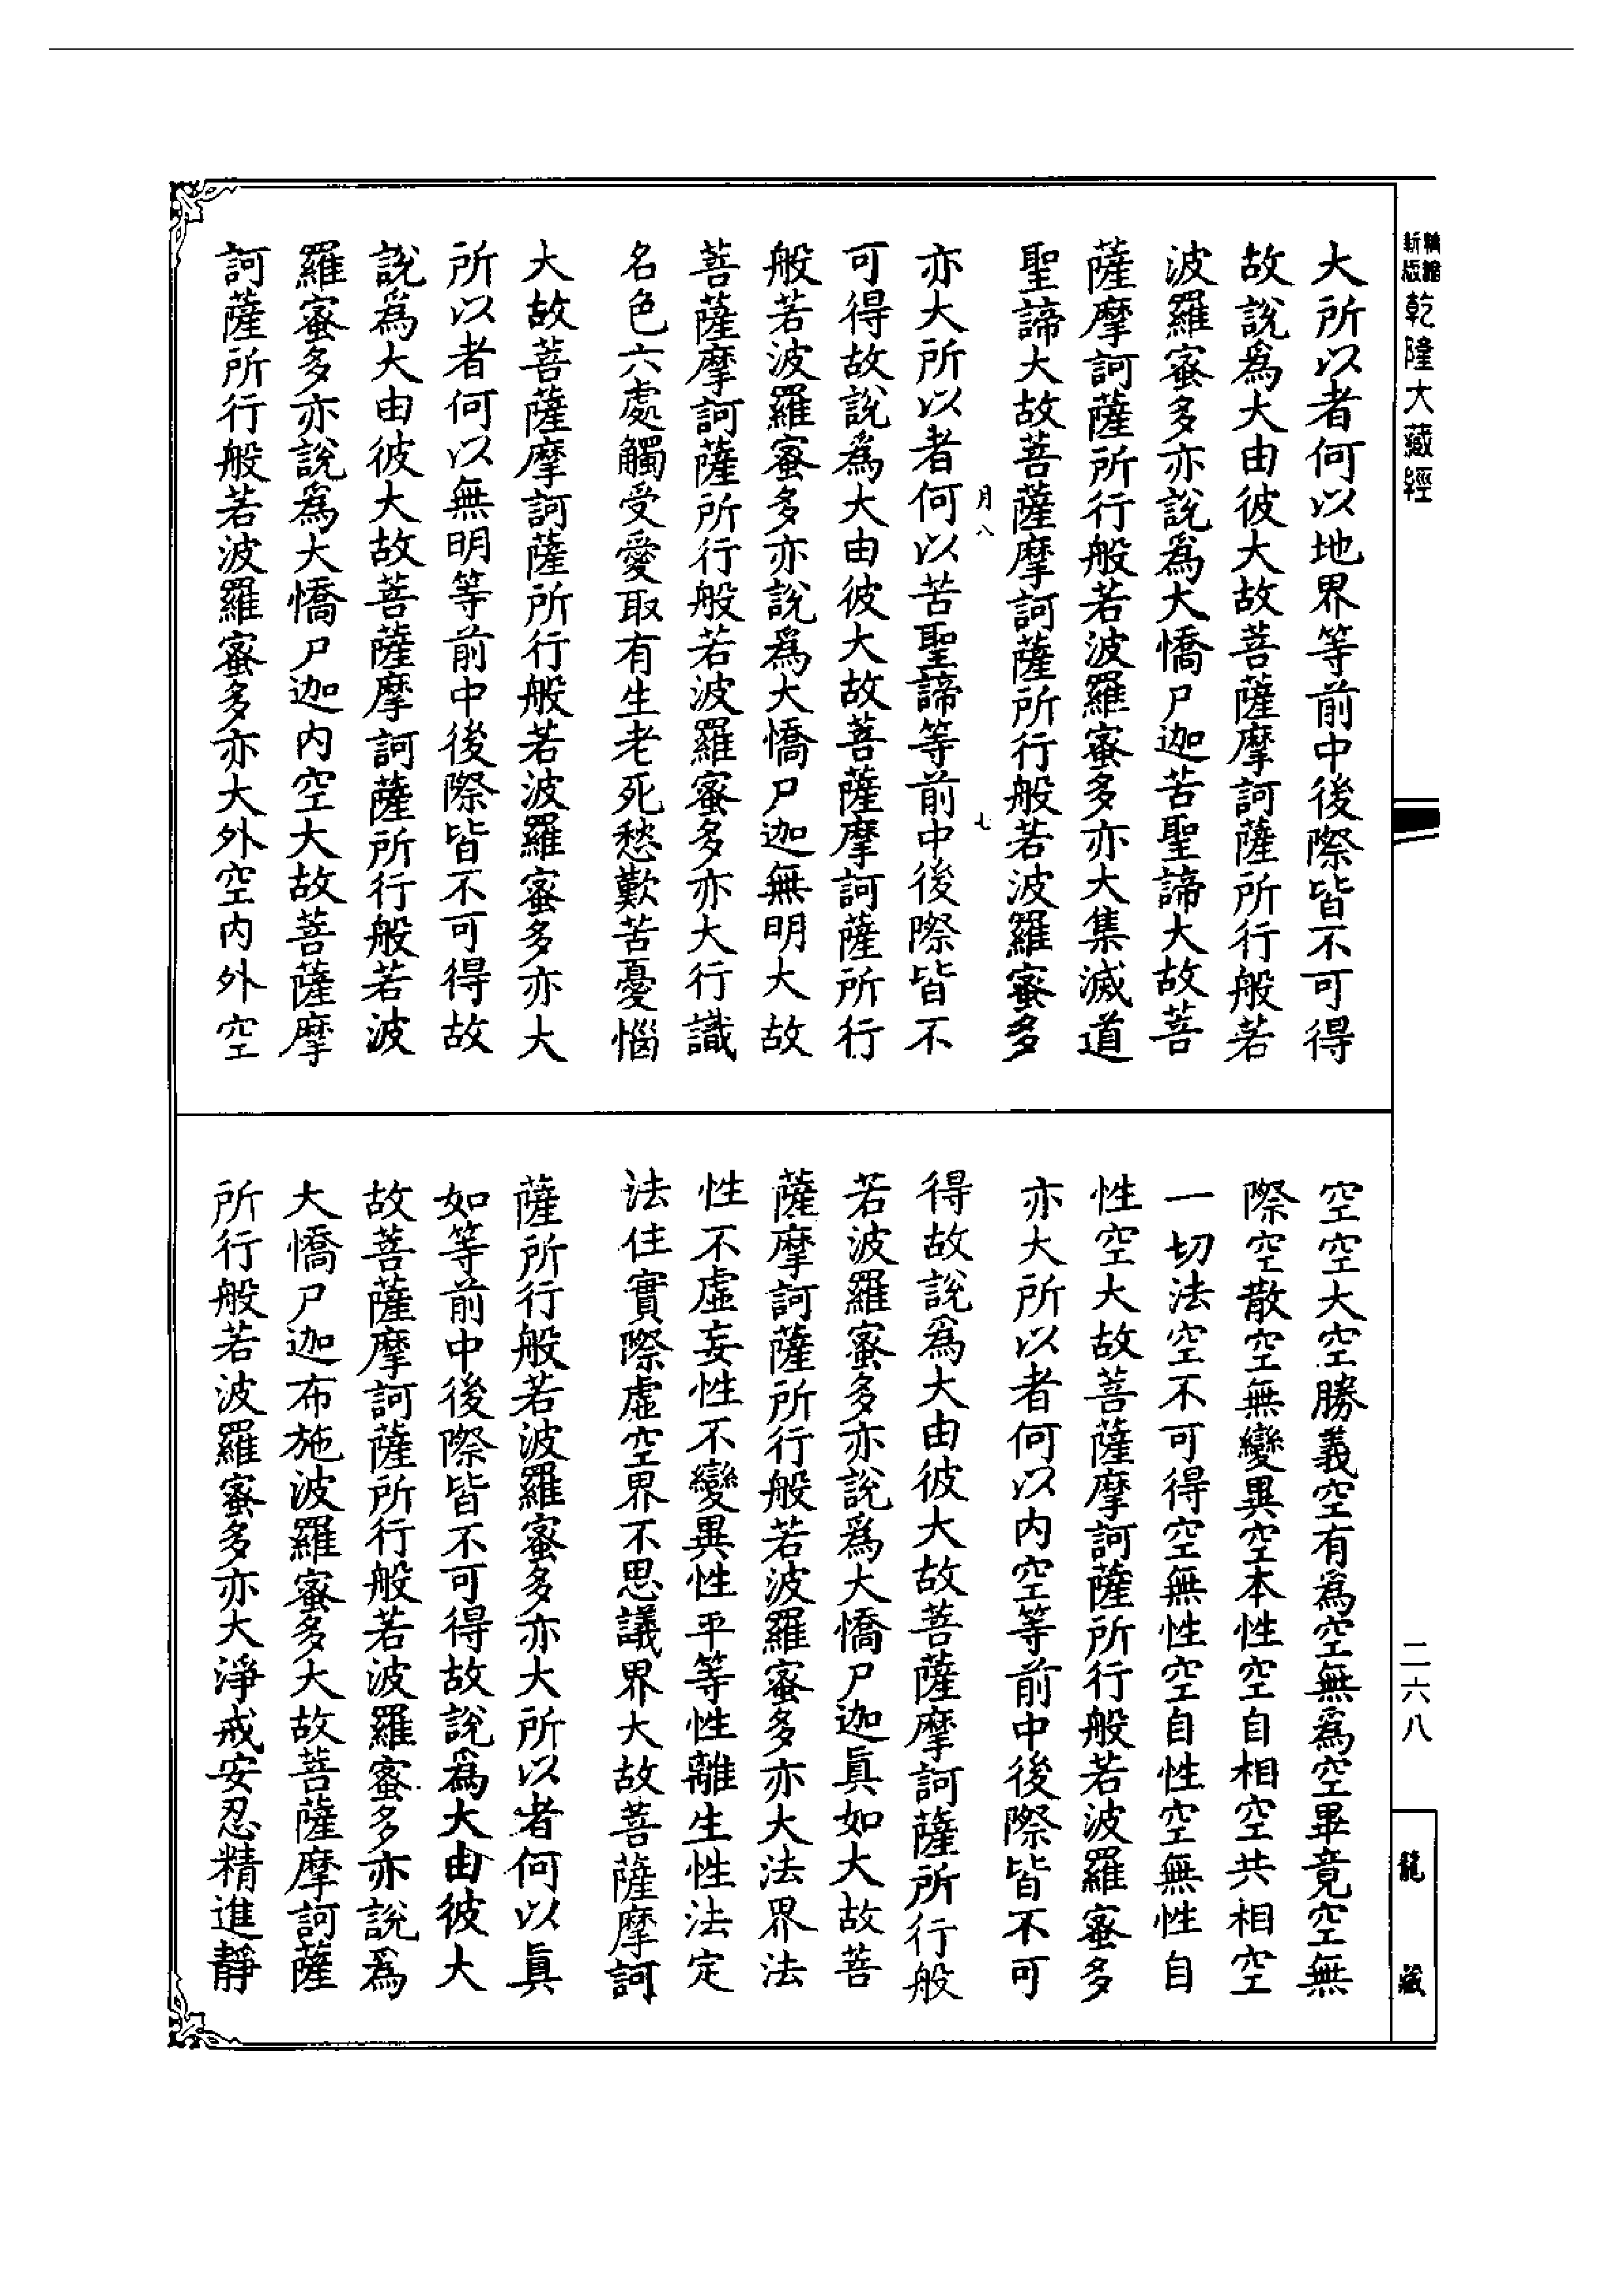 新編
版縮
乾隆大藏經
大所以者何以地界等前中後際皆不可得
故說爲大由彼大故菩薩摩訶薩所行般若
波羅蜜多亦說爲大憍尸迦苦聖諦大故菩
薩摩訶薩所行般若波羅蜜多亦大集滅道
聖諦大故菩薩摩訶薩所行般若波羅蜜多
月八 七
亦大所以者何以苦聖諦等前中後際皆不
可得故說爲大由彼大故菩薩摩訶薩所行
般若波羅蜜多亦說爲大憍尸迦無明大故
菩薩摩訶薩所行般若波羅蜜多亦大行識
名色六處觸受愛取有生老死愁歎苦憂惱
大故菩薩摩訶薩所行般若波羅蜜多亦大
所以者何以無明等前中後際皆不可得故
說爲大由彼大故菩薩摩訶薩所行般若波
羅蜜多亦說爲大憍尸迦內空大故菩薩摩
訶薩所行般若波羅蜜多亦大外空內外空
空空大空勝義空有爲空無爲空畢竟空無
際空散空無變異空本性空自相空共相空
一切法空不可得空無性空自性空無性自
性空大故菩薩摩訶薩所行般若波羅蜜多
亦大所以者何以內空等前中後際皆不可
得故說爲大由彼大故菩薩摩訶薩所行般
若波羅蜜多亦說爲大憍尸迦眞如大故菩
薩摩訶薩所行般若波羅蜜多亦大法界法
性不虛妄性不變異性平等性離生性法定
法住實際虛空界不思議界大故菩薩摩訶
薩所行般若波羅蜜多亦大所以者何以眞
如等前中後際皆不可得故說爲大由彼大
故菩薩摩訶薩所行般若波羅蜜多亦說爲
大憍尸迦布施波羅蜜多大故菩薩摩訶薩
所行般若波羅蜜多亦大淨戒安忍精進靜
二六八
龍藏